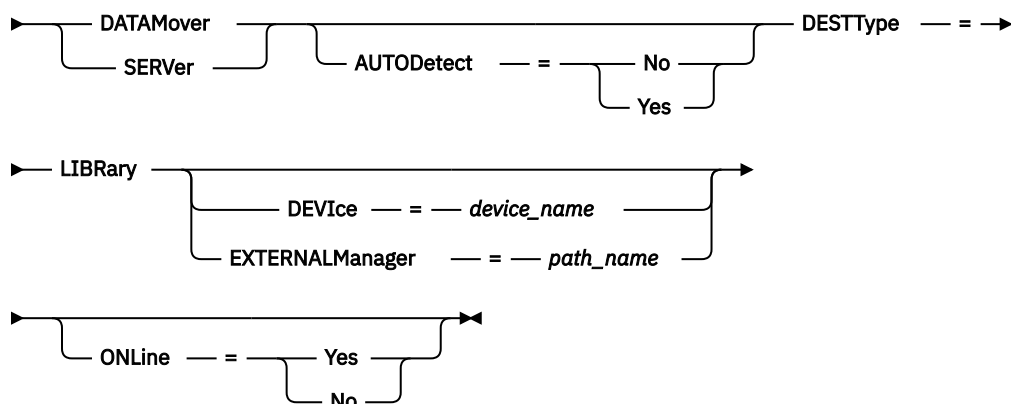 DATAMover
SERVer
AUTODetect = No
Yes
DESTType =
LIBRary
DEVIce = device_name
EXTERNALManager = path_name
ONLine = Yes
No